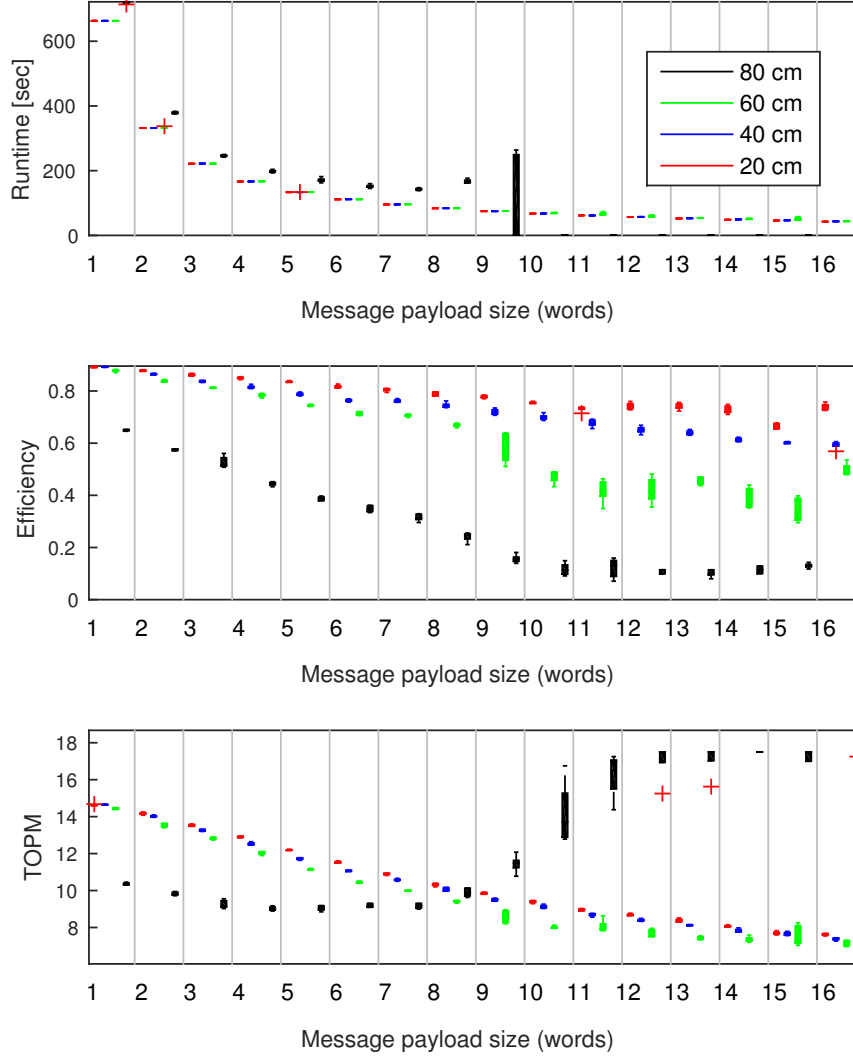 600
400
200
0
Runtime [sec]
80 cm
60 cm
40 cm
20 cm
1 2 3 4 5 6 7 8 9 10 11 12 13 14 15 16
Message payload size (words)
0.8
0.6
0.4
0.2
0
Efficiency
1 2 3 4 5 6 7 8 9 10 11 12 13 14 15 16
Message payload size (words)
18
16
14
12
10
8
TOPM
1 2 3 4 5 6 7 8 9 10 11 12 13 14 15 16
Message payload size (words)